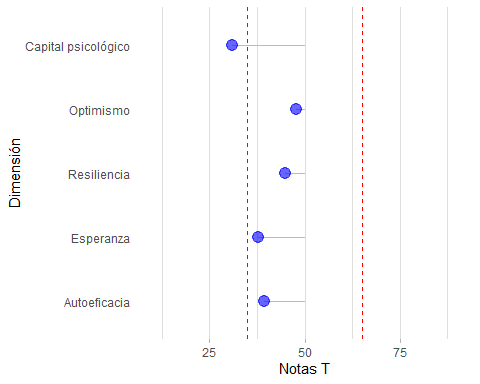 Capital psicológico
Optimismo
Resiliencia
Esperanza
Autoeficacia
Dimensión
25
50
75
Notas T